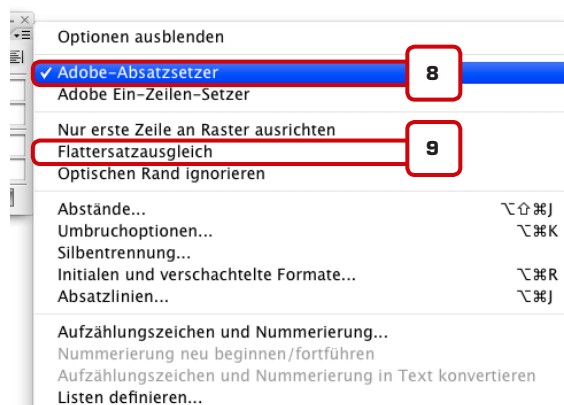 Optionen ausblenden
✓ Adobe-Absatzsetzer 8
Adobe Ein-Zeilen-Setzer
Nur erste Zeile an Raster ausrichten
Flattersatzausgleich 9
Optischen Rand ignorieren
Abstände... ⌥⇧⌘J
Umbruchoptionen... ⌥⌘K
Silbentrennung...
Initialen und verschachtelte Formate... ⌥⌘R
Absatzlinien... ⌥⌘J
Aufzählungszeichen und Nummerierung...
Nummerierung neu beginnen/fortführen
Aufzählungszeichen und Nummerierung in Text konvertieren
Listen definieren...